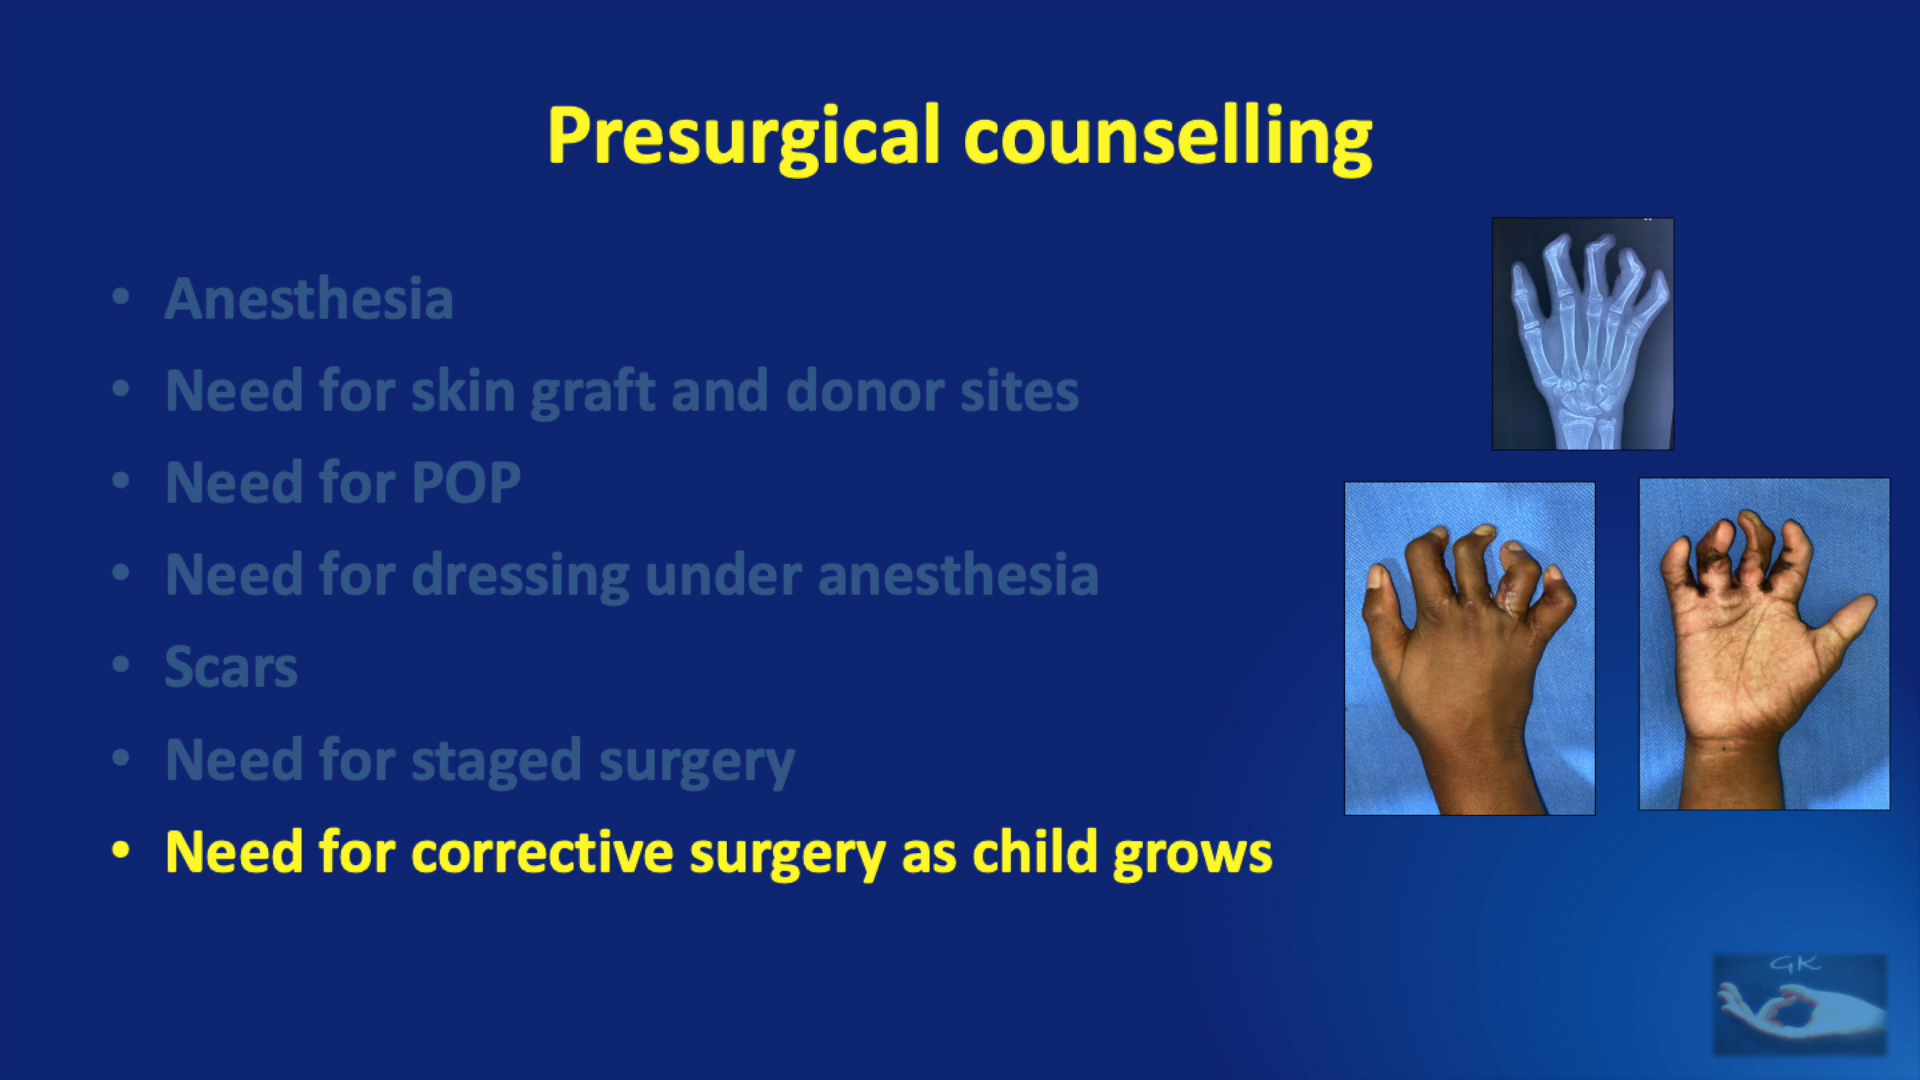 Presurgical counselling
• Anesthesia
• Need for skin graft and donor sites
• Need for POP
• Need for dressing under anesthesia
• Scars
• Need for staged surgery
• Need for corrective surgery as child grows
GK